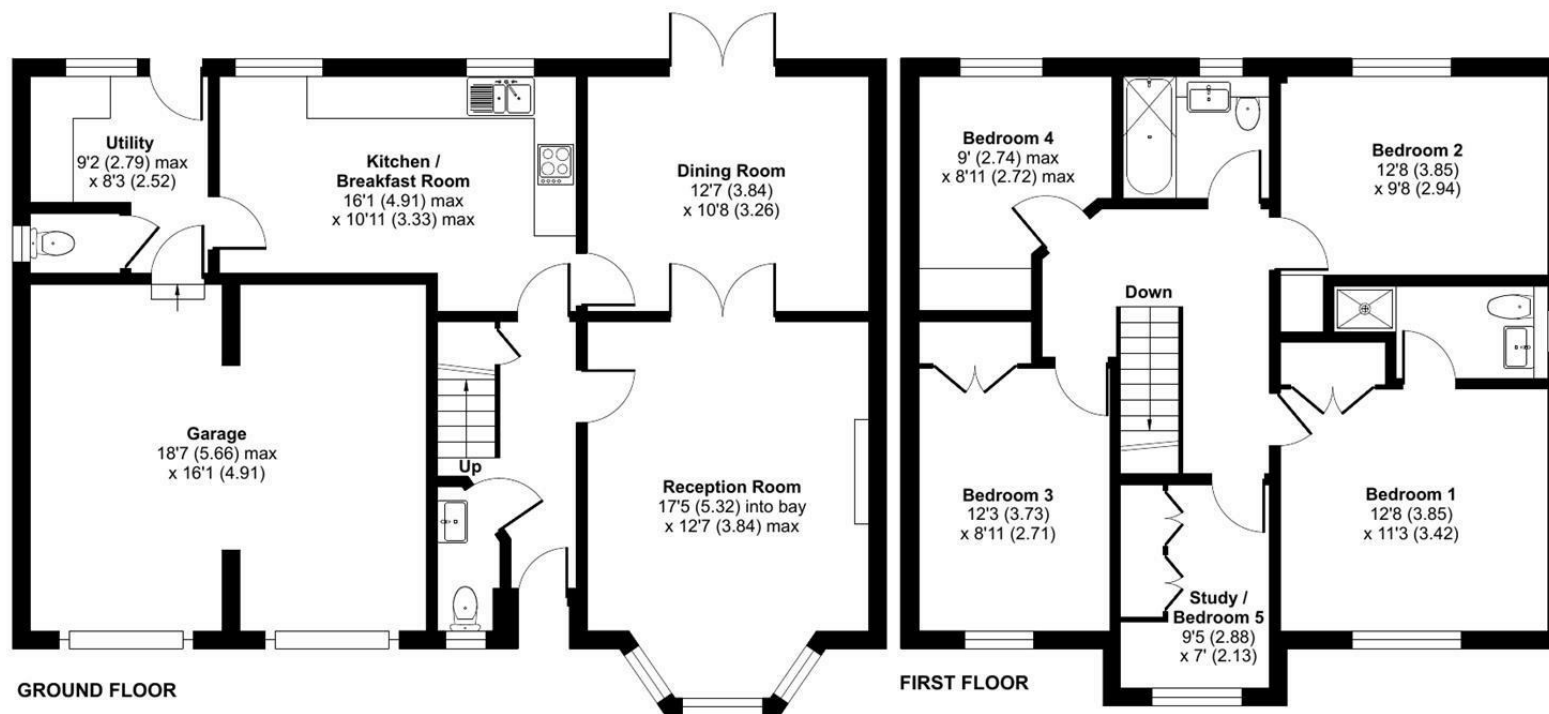 Utility
9'2 (2.79) max
x 8'3 (2.52)
Kitchen /
Breakfast Room
16'1 (4.91) max
x 10'11 (3.33) max
Dining Room
12'7 (3.84)
x 10'8 (3.26)
Garage
18'7 (5.66) max
x 16'1 (4.91)
Up
Reception Room
17'5 (5.32) into bay
x 12'7 (3.84) max
GROUND FLOOR
Bedroom 4
9' (2.74) max
x 8'11 (2.72) max
Bedroom 2
12'8 (3.85)
x 9'8 (2.94)
Down
Bedroom 3
12'3 (3.73)
x 8'11 (2.71)
Bedroom 1
12'8 (3.85)
x 11'3 (3.42)
Study /
Bedroom 5
9'5 (2.88)
x 7' (2.13)
FIRST FLOOR